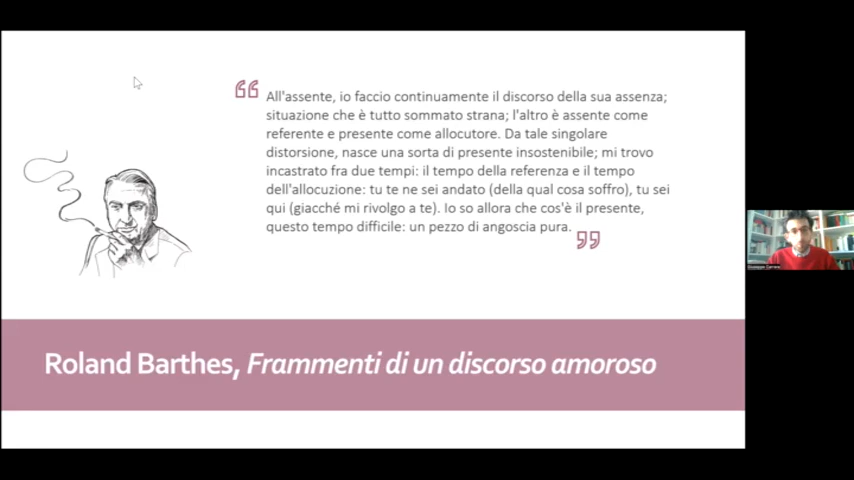 All'assente, io faccio continuamente il discorso della sua assenza;
situazione che è tutto sommato strana; l'altro è assente come
referente e presente come allocutore. Da tale singolare
distorsione, nasce una sorta di presente insostenibile; mi trovo
incastrato fra due tempi: il tempo della referenza e il tempo
dell'allocuzione: tu te ne sei andato (della qual cosa soffro), tu sei
qui (giacché mi rivolgo a te). Io so allora che cos'è il presente,
questo tempo difficile: un pezzo di angoscia pura.
Roland Barthes, Frammenti di un discorso amoroso